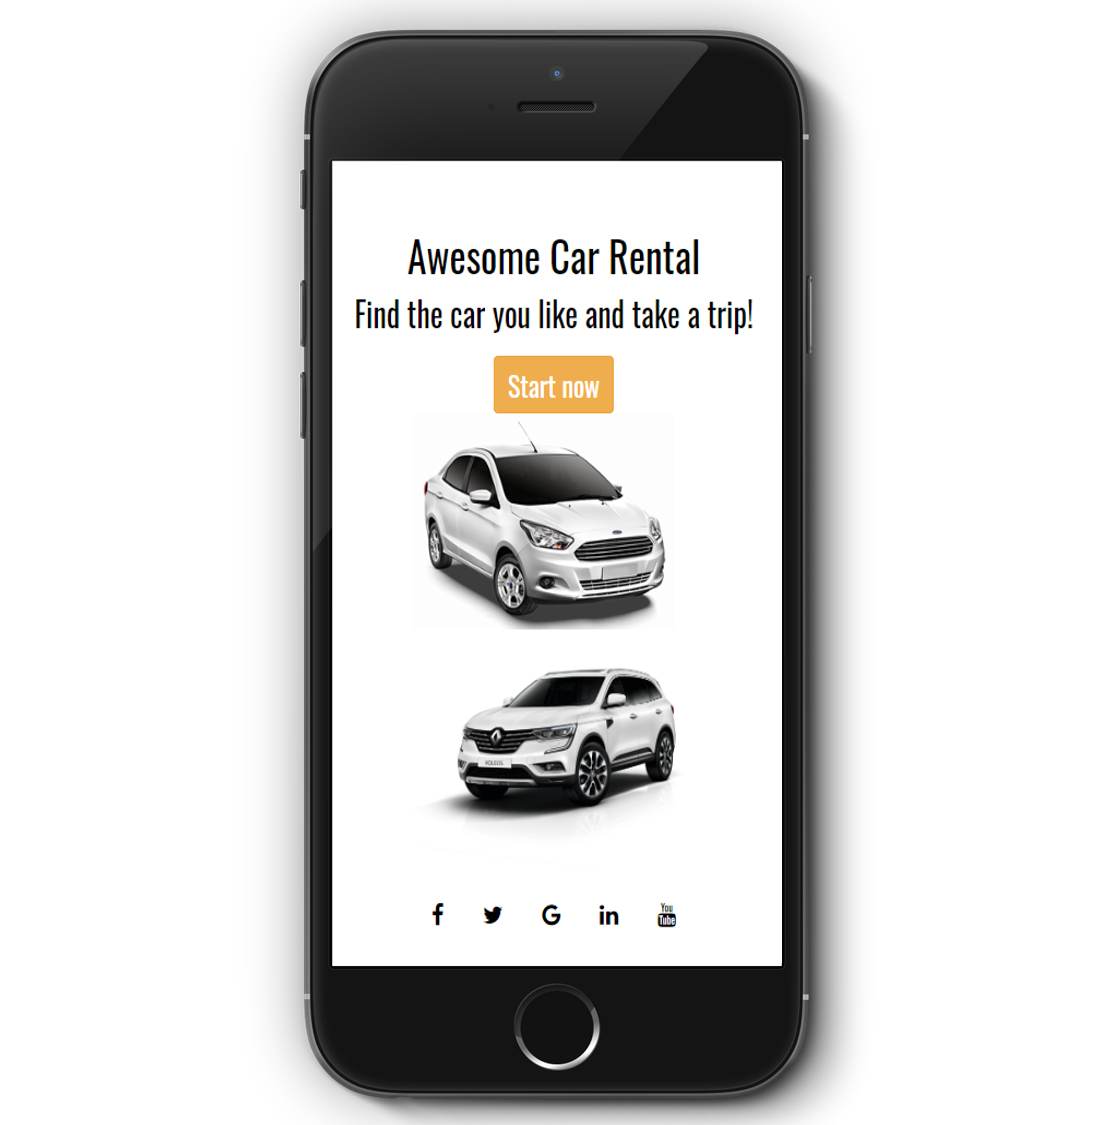 Awesome Car Rental
Find the car you like and take a trip!
Start now
KOLEOS
f G in You Tube